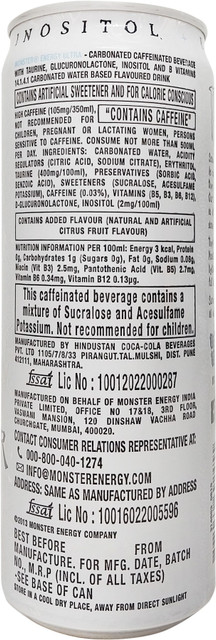 INOSITOL
MONSTER ENERGY ULTRA - CARBONATED CAFFEINATED BEVERAGE
WITH TAURINE, GLUCURONOLACTONE, INOSITOL AND B VITAMINS
14.1.4.1 CARBONATED WATER BASED FLAVOURED DRINK
CONTAINS ARTIFICIAL SWEETENER AND FOR CALORIE CONSCIOUS
HIGH CAFFEINE (105mg/350ml),
NOT RECOMMENDED FOR "CONTAINS CAFFEINE"
CHILDREN, PREGNANT OR LACTATING WOMEN, PERSONS
SENSITIVE TO CAFFEINE. CONSUME NOT MORE THAN 500ML
PER DAY. INGREDIENTS: CARBONATED WATER, ACIDITY
REGULATORS (CITRIC ACID, SODIUM CITRATE), ERYTHRITOL,
TAURINE (400mg/100ml), PRESERVATIVES (SORBIC ACID,
BENZOIC ACID), SWEETENERS (SUCRALOSE, ACESULFAME
POTASSIUM), CAFFEINE (0.03%), VITAMINS (B5, B3, B6, B12),
D-GLUCURONOLACTONE, INOSITOL (2mg/100ml)
CONTAINS ADDED FLAVOUR (NATURAL AND ARTIFICIAL
CITRUS FRUIT FLAVOUR)
NUTRITION INFORMATION PER 100ml: Energy 3 kcal, Protein
0g, Carbohydrates 1g (Sugars 0g), Fat 0g, Sodium 0.08g,
Niacin (Vit B3) 2.5mg, Pantothenic Acid (Vit. B5) 2.7mg,
Vitamin B6 0.34mg, Vitamin B12 0.13µg.
This caffeinated beverage contains a
mixture of Sucralose and Acesulfame
Potassium. Not recommended for children.
MANUFACTURED BY HINDUSTAN COCA-COLA BEVERAGES
PVT. LTD 1105/7/8/33 PIRANGUT.TAL.MULSHI, DIST. PUNE
412111, MAHARASHTRA.
fssai Lic No : 10012022000287
MANUFACTURED ON BEHALF OF MONSTER ENERGY INDIA
PRIVATE LIMITED, OFFICE NO 17&18, 3RD FLOOR,
VASWANI MANSION, 120 DINSHAW VACHHA ROAD
CHURCHGATE, MUMBAI, 400020.
CONTACT CONSUMER RELATIONS REPRESENTATIVE AT:
000-800-040-1274
INFO@MONSTERENERGY.COM
ADDRESS: SAME AS MANUFACTURED BY ADDRESS
fssai Lic No : 10016022005596
©2013 MONSTER ENERGY COMPANY
BEST BEFORE FROM
MANUFACTURE. FOR MFG. DATE, BATCH
NO., M.R.P (INCL. OF ALL TAXES)
-SEE BASE OF CAN
STORE IN A COOL DRY PLACE, AWAY FROM DIRECT SUNLIGHT